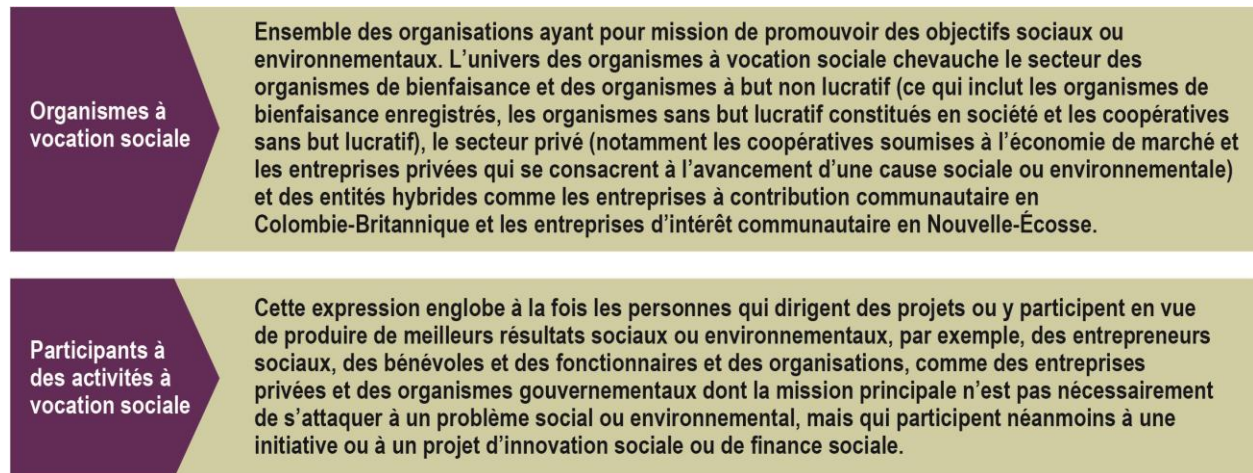 Organismes à
vocation sociale
Ensemble des organisations ayant pour mission de promouvoir des objectifs sociaux ou
environnementaux. L’univers des organismes à vocation sociale chevauche le secteur des
organismes de bienfaisance et des organismes à but non lucratif (ce qui inclut les organismes de
bienfaisance enregistrés, les organismes sans but lucratif constitués en société et les coopératives
sans but lucratif), le secteur privé (notamment les coopératives soumises à l’économie de marché et
les entreprises privées qui se consacrent à l’avancement d’une cause sociale ou environnementale)
et des entités hybrides comme les entreprises à contribution communautaire en
Colombie-Britannique et les entreprises d’intérêt communautaire en Nouvelle-Écosse.
Participants à
des activités à
vocation sociale
Cette expression englobe à la fois les personnes qui dirigent des projets ou y participent en vue
de produire de meilleurs résultats sociaux ou environnementaux, par exemple, des entrepreneurs
sociaux, des bénévoles et des fonctionnaires et des organisations, comme des entreprises
privées et des organismes gouvernementaux dont la mission principale n’est pas nécessairement
de s’attaquer à un problème social ou environnemental, mais qui participent néanmoins à une
initiative ou à un projet d’innovation sociale ou de finance sociale.